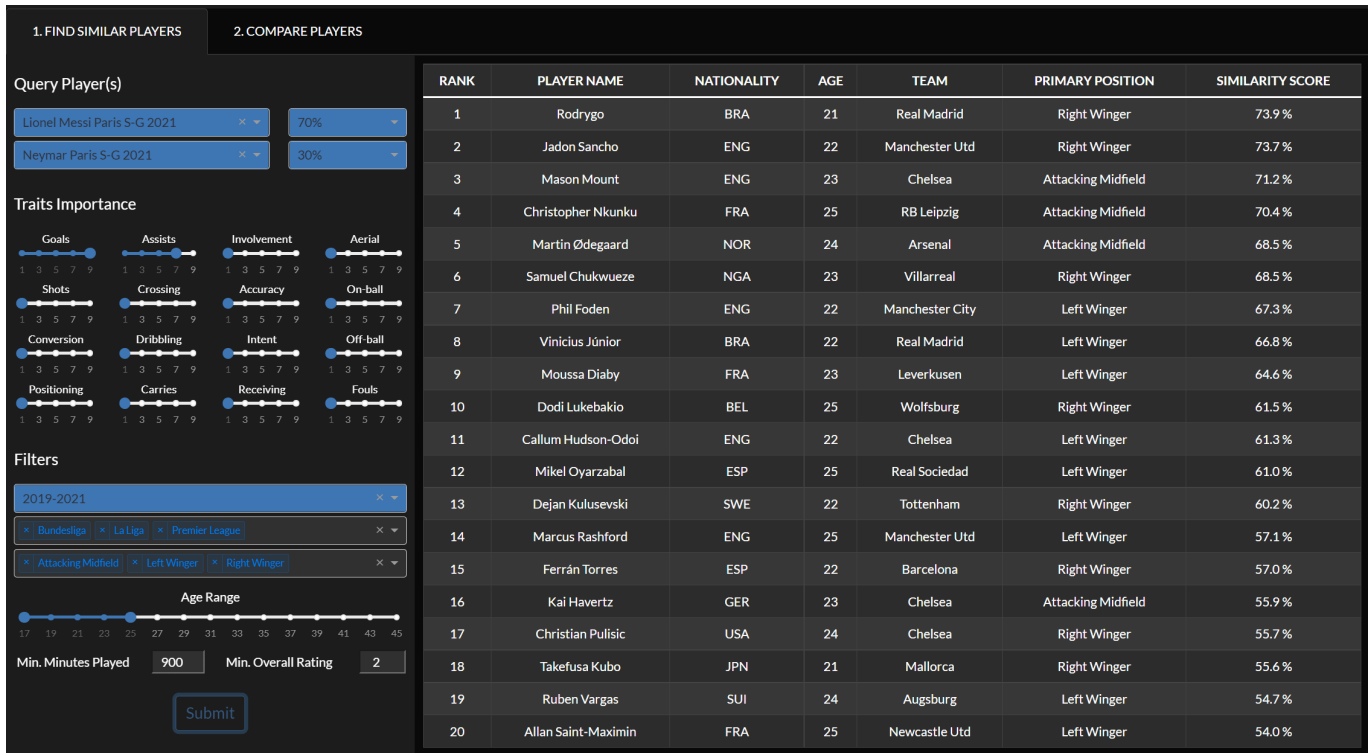 1. FIND SIMILAR PLAYERS 2. COMPARE PLAYERS
Query Player(s)
Lionel Messi Paris S-G 2021 × 70%
Neymar Paris S-G 2021 × 30%
Traits Importance
Goals Assists Involvement Aerial
1 3 5 7 9 1 3 5 7 9 1 3 5 7 9 1 3 5 7 9
Shots Crossing Accuracy On-ball
1 3 5 7 9 1 3 5 7 9 1 3 5 7 9 1 3 5 7 9
Conversion Dribbling Intent Off-ball
1 3 5 7 9 1 3 5 7 9 1 3 5 7 9 1 3 5 7 9
Positioning Carries Receiving Fouls
1 3 5 7 9 1 3 5 7 9 1 3 5 7 9 1 3 5 7 9
Filters
2019-2021 ×
× Bundesliga × La Liga × Premier League ×
× Attacking Midfield × Left Winger × Right Winger ×
Age Range
17 19 21 23 25 27 29 31 33 35 37 39 41 43 45
Min. Minutes Played 900 Min. Overall Rating 2
Submit
RANK PLAYER NAME NATIONALITY AGE TEAM PRIMARY POSITION SIMILARITY SCORE
1 Rodrygo BRA 21 Real Madrid Right Winger 73.9 %
2 Jadon Sancho ENG 22 Manchester Utd Right Winger 73.7 %
3 Mason Mount ENG 23 Chelsea Attacking Midfield 71.2 %
4 Christopher Nkunku FRA 25 RB Leipzig Attacking Midfield 70.4 %
5 Martin Ødegaard NOR 24 Arsenal Attacking Midfield 68.5 %
6 Samuel Chukwueze NGA 23 Villarreal Right Winger 68.5 %
7 Phil Foden ENG 22 Manchester City Left Winger 67.3 %
8 Vinicius Júnior BRA 22 Real Madrid Left Winger 66.8 %
9 Moussa Diaby FRA 23 Leverkusen Left Winger 64.6 %
10 Dodi Lukebakio BEL 25 Wolfsburg Right Winger 61.5 %
11 Callum Hudson-Odoi ENG 22 Chelsea Left Winger 61.3 %
12 Mikel Oyarzabal ESP 25 Real Sociedad Left Winger 61.0 %
13 Dejan Kulusevski SWE 22 Tottenham Right Winger 60.2 %
14 Marcus Rashford ENG 25 Manchester Utd Left Winger 57.1 %
15 Ferrán Torres ESP 22 Barcelona Right Winger 57.0 %
16 Kai Havertz GER 23 Chelsea Attacking Midfield 55.9 %
17 Christian Pulisic USA 24 Chelsea Right Winger 55.7 %
18 Takefusa Kubo JPN 21 Mallorca Right Winger 55.6 %
19 Ruben Vargas SUI 24 Augsburg Left Winger 54.7 %
20 Allan Saint-Maximin FRA 25 Newcastle Utd Left Winger 54.0 %